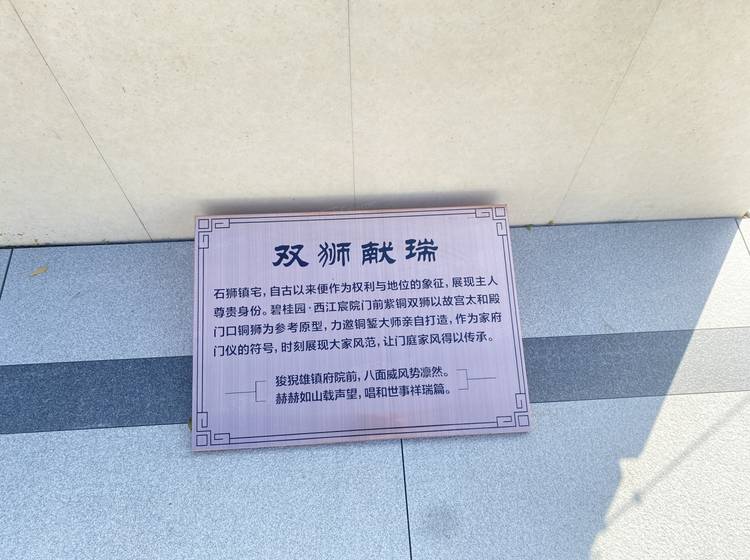 双狮献瑞
石狮镇宅，自古以来便作为权利与地位的象征，展现主人
尊贵身份。碧桂园·西江宸院门前紫铜双狮以故宫太和殿
门口铜狮为参考原型，力邀铜錾大师亲自打造，作为家府
门仪的符号，时刻展现大家风范，让门庭家风得以传承。
狻猊雄镇府院前，八面威风势凛然。
赫赫如山载声望，唱和世事祥瑞篇。